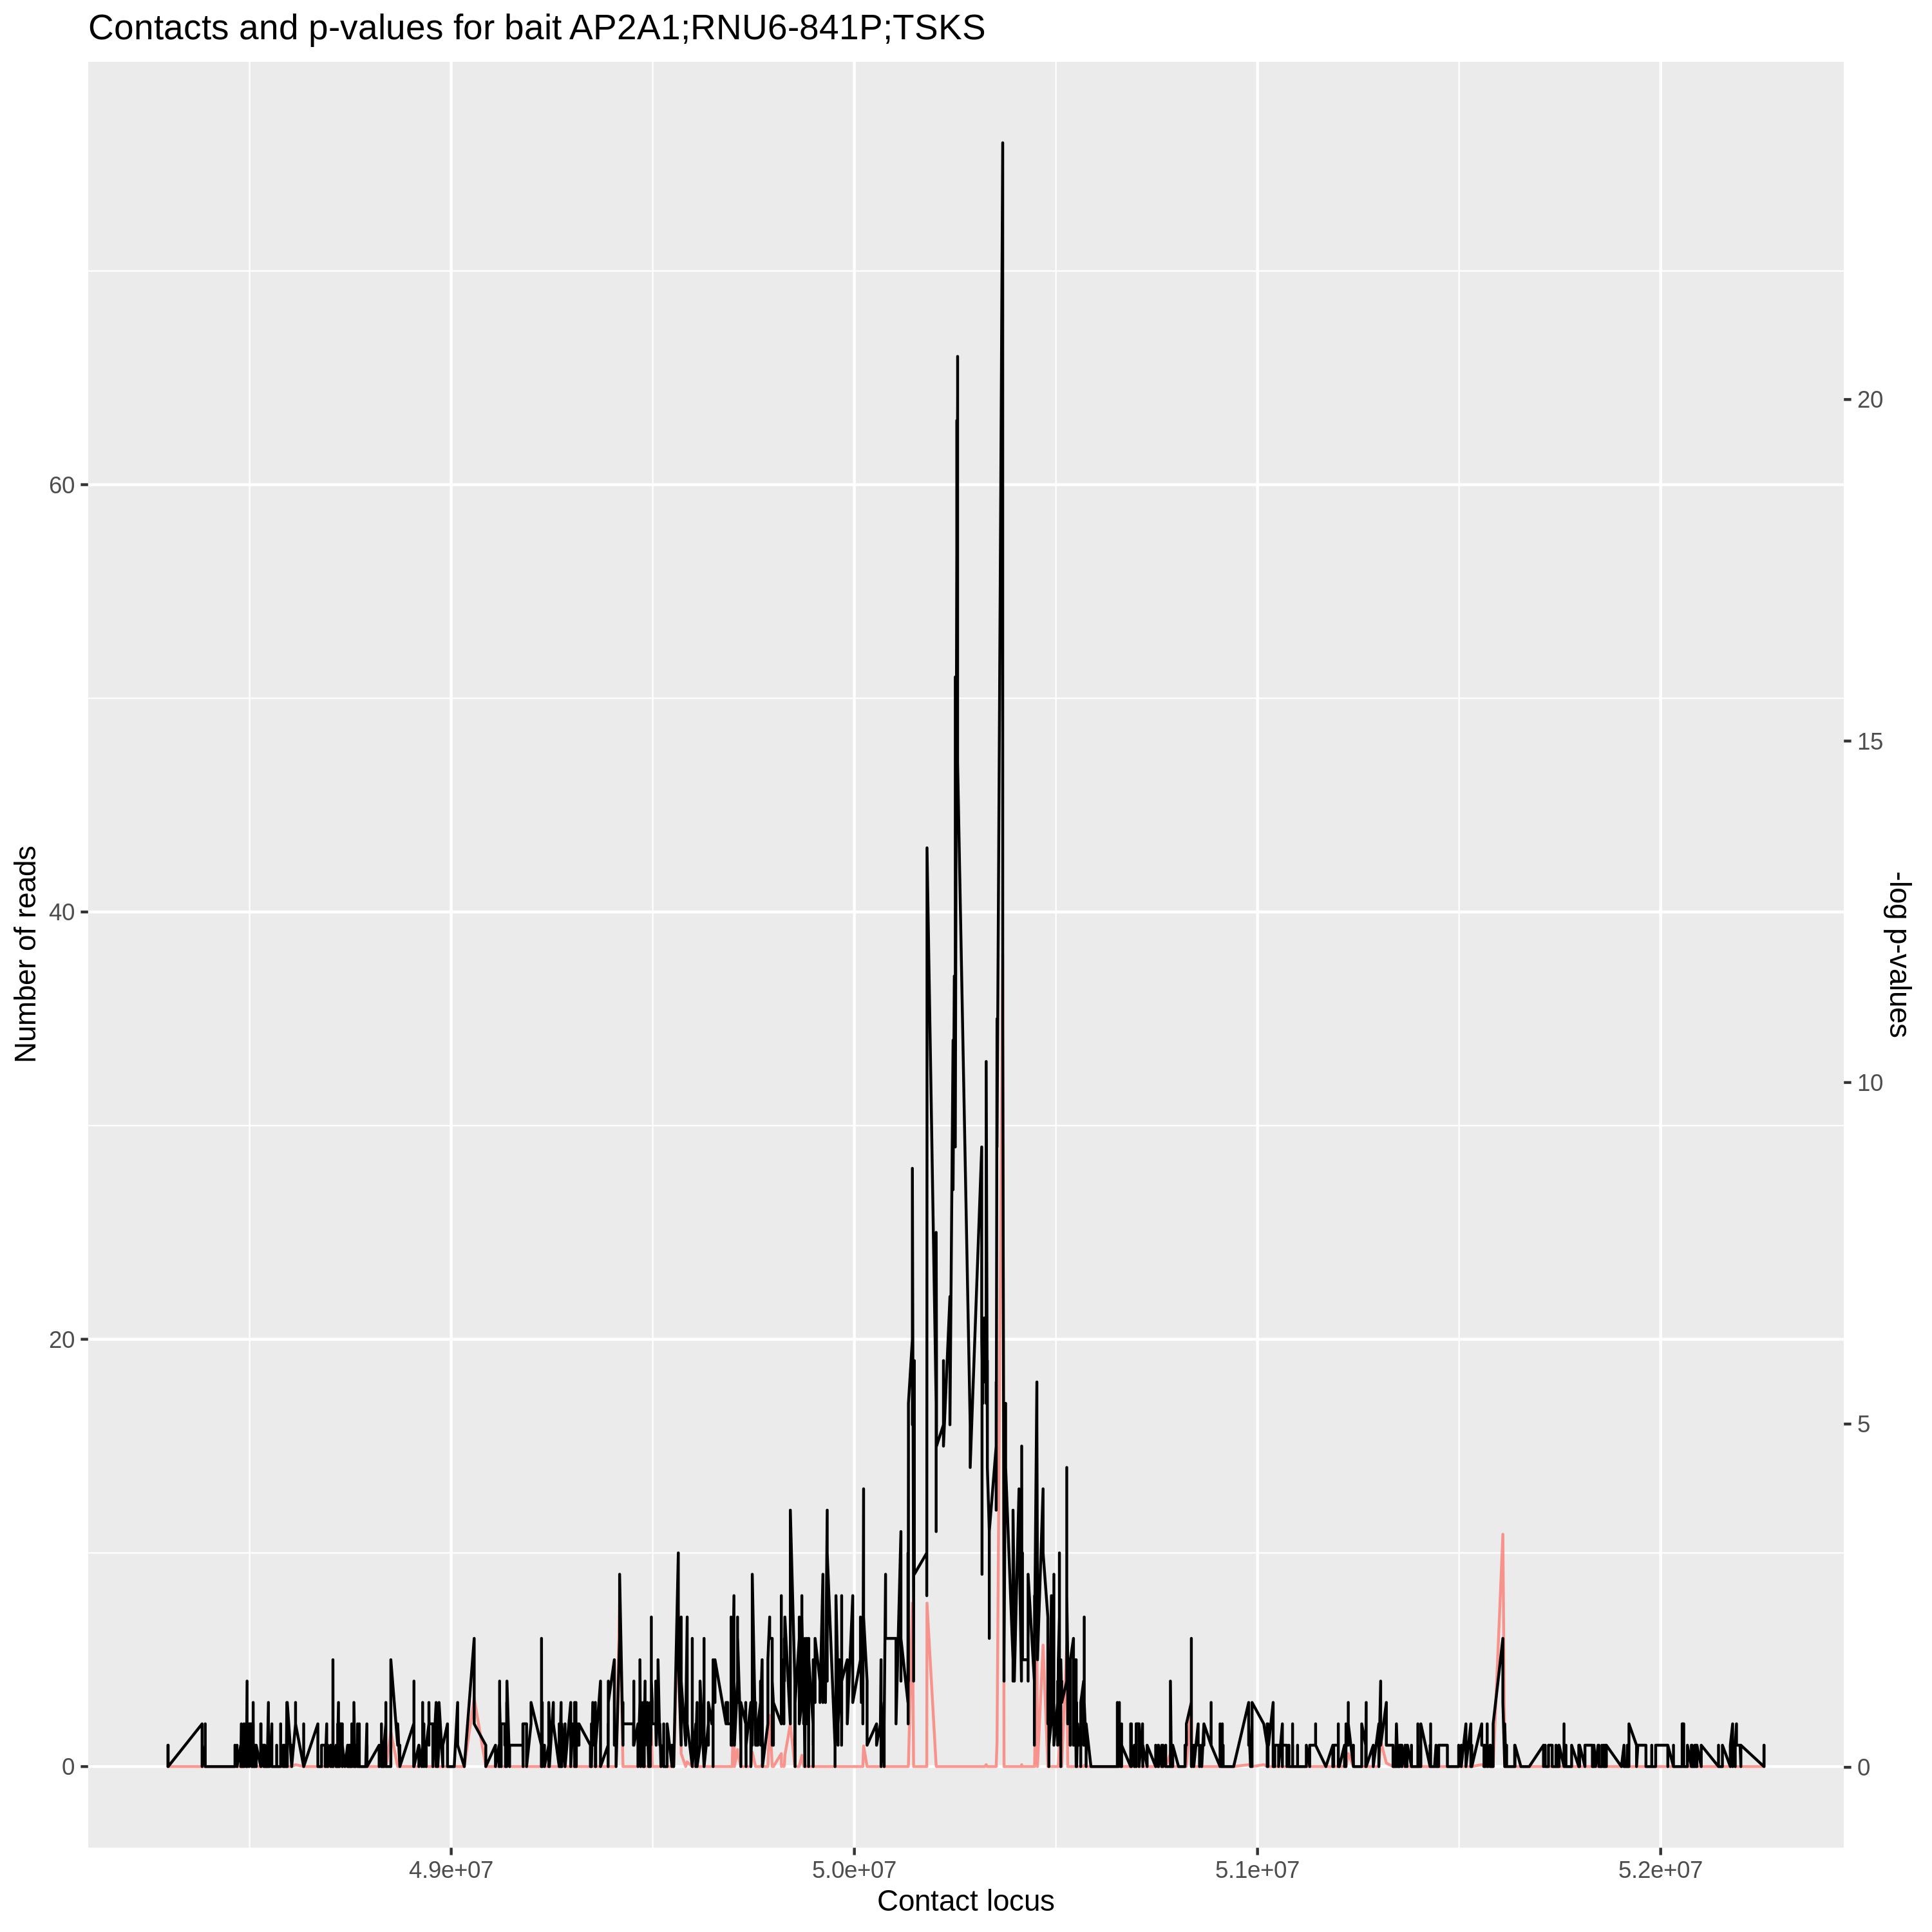 Contacts and p-values for bait AP2A1;RNU6-841P;TSKS
60
40
20
0
Number of reads
20
15
10
5
0
-log p-values
4.9e+07
5.0e+07
5.1e+07
5.2e+07
Contact locus